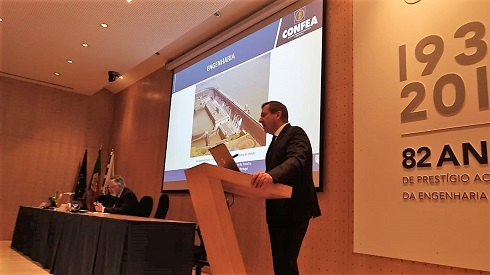 CONFEA
ENGENHARIA
193
201
82 AN
DE PRESTÍGIO AC
DA ENGENHARIA